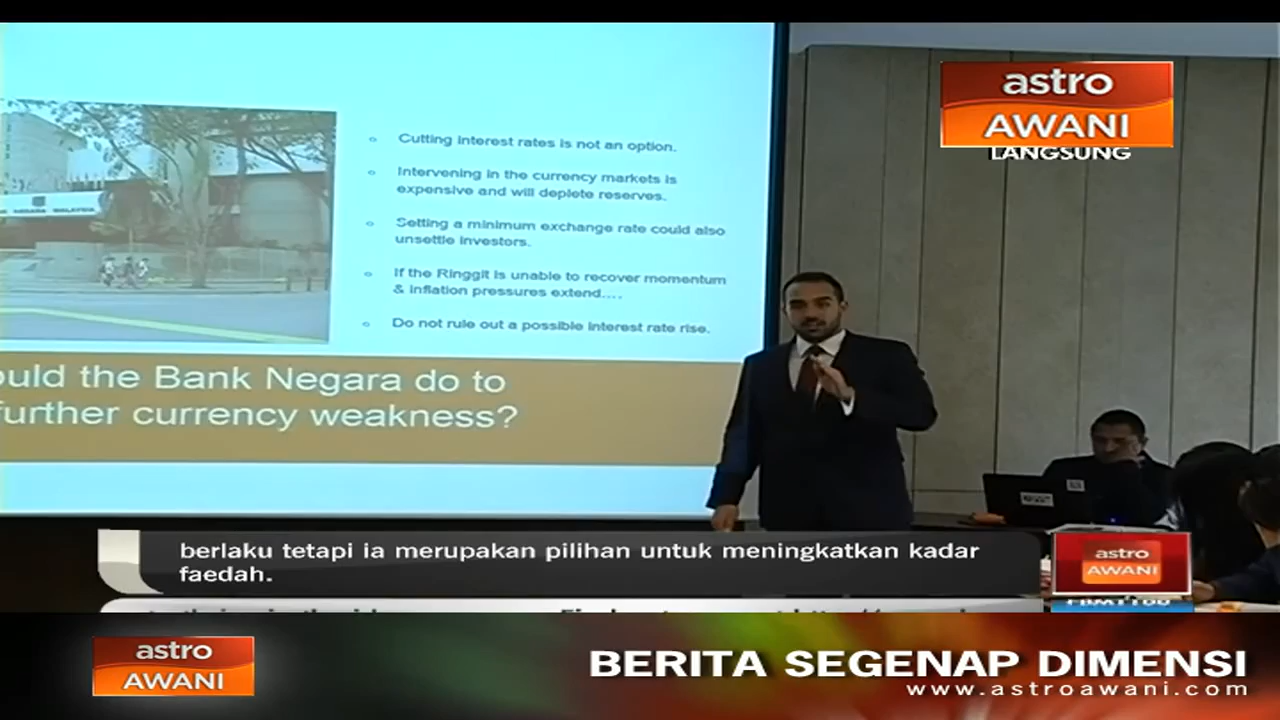 astro
AWANI
LANGSUNG
NEGARA MALAYSIA
Cutting interest rates is not an option.
Intervening in the currency markets is
expensive and will deplete reserves.
Setting a minimum exchange rate could also
unsettle investors.
If the Ringgit is unable to recover momentum
& inflation pressures extend....
Do not rule out a possible interest rate rise.
ould the Bank Negara do to
further currency weakness?
berlaku tetapi ia merupakan pilihan untuk meningkatkan kadar
faedah.
astro
AWANI
astro
AWANI
BERITA SEGENAP DIMENSI
www.astroawani.com